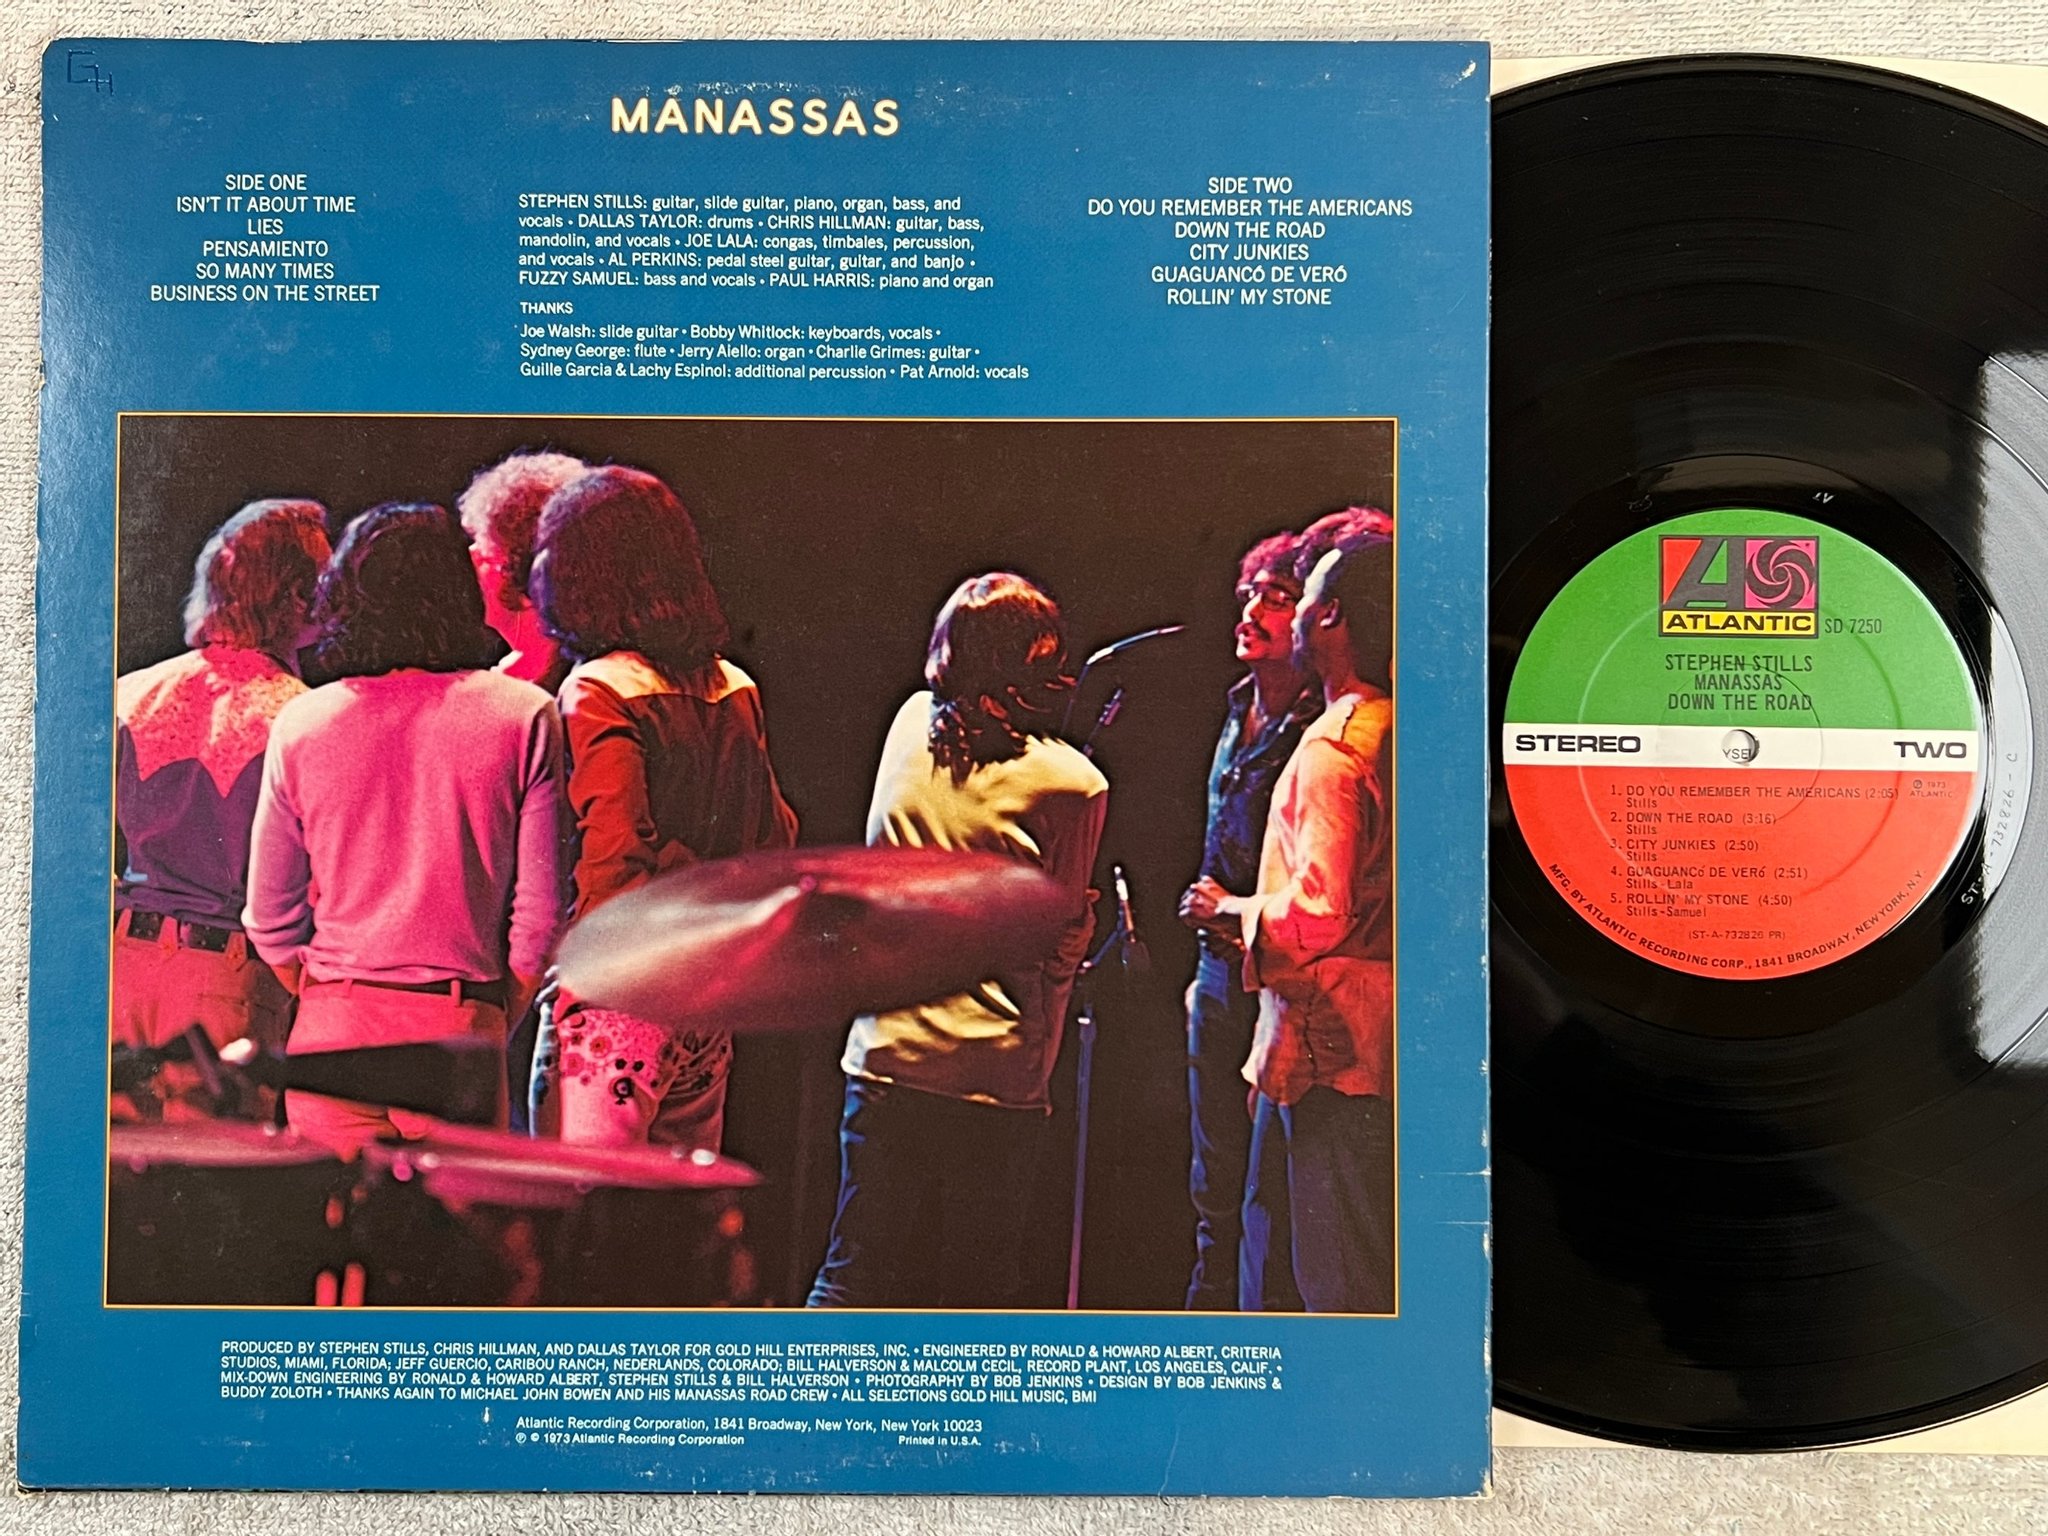 GH
MANASSAS
SIDE ONE
ISN'T IT ABOUT TIME
LIES
PENSAMIENTO
SO MANY TIMES
BUSINESS ON THE STREET
STEPHEN STILLS: guitar, slide guitar, piano, organ, bass, and
vocals • DALLAS TAYLOR: drums • CHRIS HILLMAN: guitar, bass,
mandolin, and vocals • JOE LALA: congas, timbales, percussion,
and vocals • AL PERKINS: pedal steel guitar, guitar, and banjo •
FUZZY SAMUEL: bass and vocals • PAUL HARRIS: piano and organ
THANKS
Joe Walsh: slide guitar • Bobby Whitlock: keyboards, vocals •
Sydney George: flute • Jerry Aiello: organ • Charlie Grimes: guitar •
Guille Garcia & Lachy Espinol: additional percussion • Pat Arnold: vocals
SIDE TWO
DO YOU REMEMBER THE AMERICANS
DOWN THE ROAD
CITY JUNKIES
GUAGUANCÓ DE VERÓ
ROLLIN' MY STONE
PRODUCED BY STEPHEN STILLS, CHRIS HILLMAN, AND DALLAS TAYLOR FOR GOLD HILL ENTERPRISES, INC. • ENGINEERED BY RONALD & HOWARD ALBERT, CRITERIA
STUDIOS, MIAMI, FLORIDA; JEFF GUERCIO, CARIBOU RANCH, NEDERLANDS, COLORADO; BILL HALVERSON & MALCOLM CECIL, RECORD PLANT, LOS ANGELES, CALIF. •
MIX-DOWN ENGINEERING BY RONALD & HOWARD ALBERT, STEPHEN STILLS & BILL HALVERSON • PHOTOGRAPHY BY BOB JENKINS • DESIGN BY BOB JENKINS &
BUDDY ZOLOTH • THANKS AGAIN TO MICHAEL JOHN BOWEN AND HIS MANASSAS ROAD CREW • ALL SELECTIONS GOLD HILL MUSIC, BMI
Atlantic Recording Corporation, 1841 Broadway, New York, New York 10023
℗ © 1973 Atlantic Recording Corporation Printed in U.S.A.
AT
A
ATLANTIC
SD 7250
STEPHEN STILLS
MANASSAS
DOWN THE ROAD
STEREO
TWO
1. DO YOU REMEMBER THE AMERICANS (2:05)
Stills
2. DOWN THE ROAD (3:16)
Stills
3. CITY JUNKIES (2:50)
Stills
4. GUAGUANCÓ DE VERÓ (2:51)
Stills-Lala
5. ROLLIN' MY STONE (4:50)
Stills-Samuel
(ST-A-732826 PR)
℗ 1973
ATLANTIC
MFG. BY ATLANTIC RECORDING CORP., 1841 BROADWAY, NEW YORK, N.Y.
ST-A-732826-C